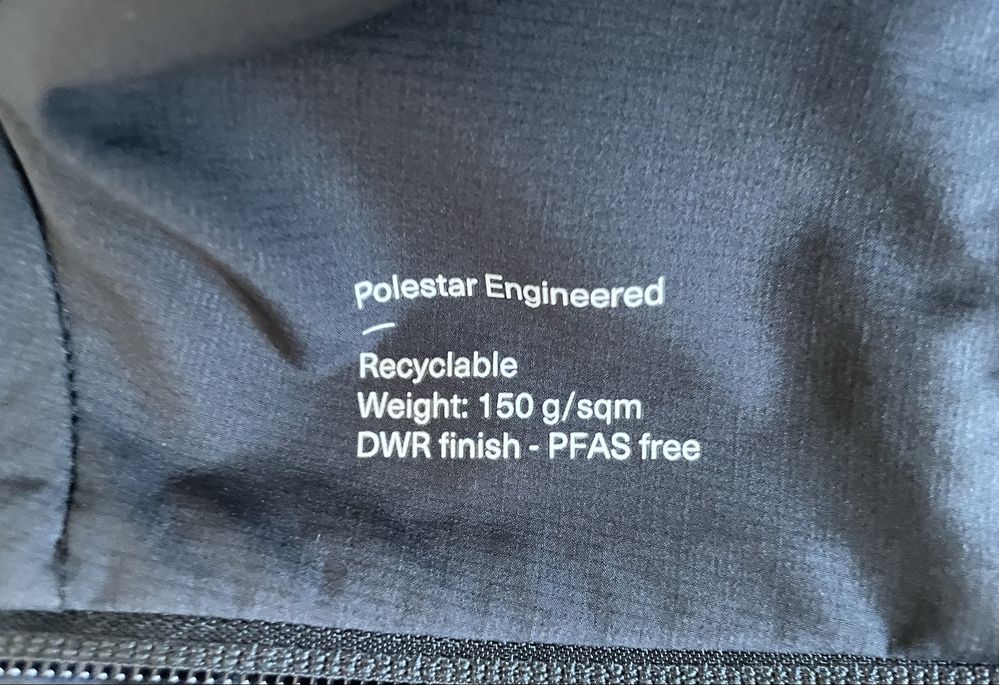 Polestar Engineered
Recyclable
Weight: 150 g/sqm
DWR finish - PFAS free